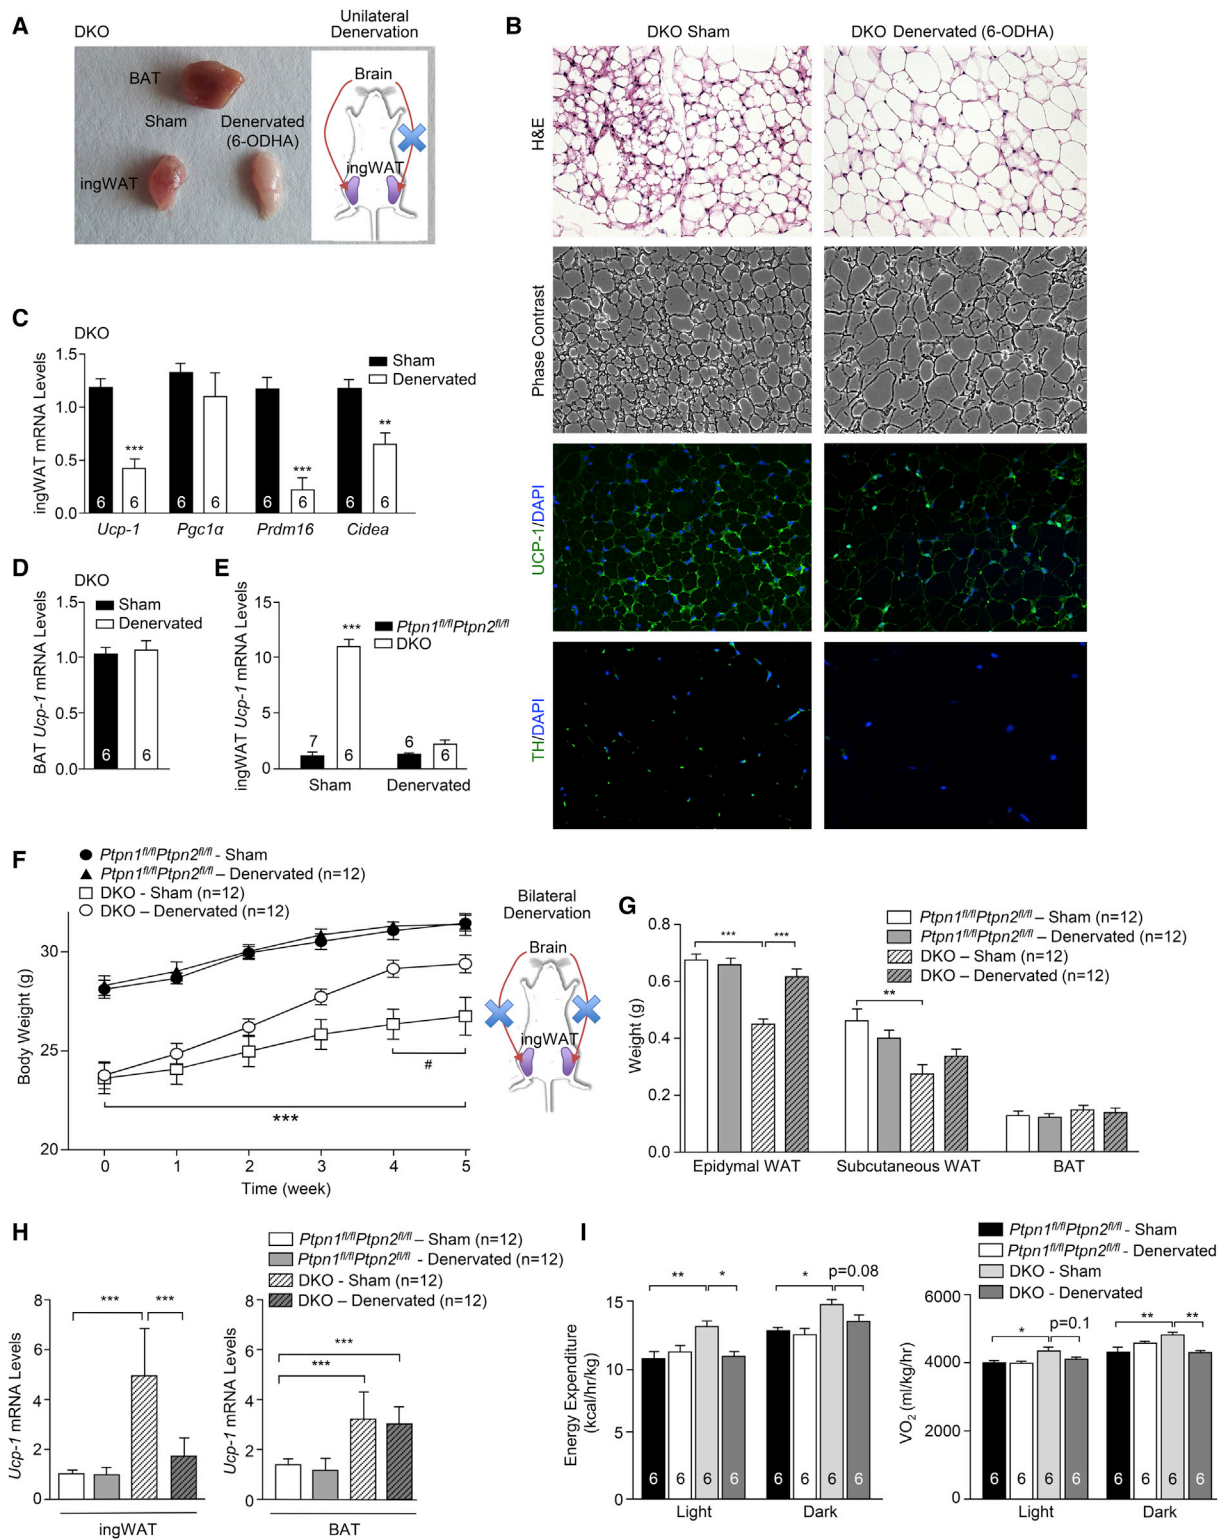 A
DKO
Unilateral
Denervation
BAT
Sham
Denervated
(6-ODHA)
ingWAT
Brain
ingWAT
B
DKO Sham
DKO Denervated (6-ODHA)
H&E
Phase Contrast
UCP-1/DAPI
TH/DAPI
C
DKO
ingWAT mRNA Levels
1.5
1.0
0.5
0.0
Sham
Denervated
***
***
**
6 6 6 6 6 6 6 6
Ucp-1 Pgc1α Prdm16 Cidea
D
DKO
BAT Ucp-1 mRNA Levels
1.5
1.0
0.5
0.0
Sham
Denervated
6 6
E
ingWAT Ucp-1 mRNA Levels
15
10
5
0
***
Ptpn1fl/flPtpn2fl/fl
DKO
7 6 6 6
Sham Denervated
F
Ptpn1fl/flPtpn2fl/fl - Sham
Ptpn1fl/flPtpn2fl/fl – Denervated (n=12)
DKO - Sham (n=12)
DKO – Denervated (n=12)
Body Weight (g)
30
25
20
#
***
0 1 2 3 4 5
Time (week)
Bilateral
Denervation
Brain
ingWAT
G
Ptpn1fl/flPtpn2fl/fl – Sham (n=12)
Ptpn1fl/flPtpn2fl/fl – Denervated (n=12)
DKO – Sham (n=12)
DKO – Denervated (n=12)
Weight (g)
0.8
0.6
0.4
0.2
0.0
*** ***
**
Epidymal WAT Subcutaneous WAT BAT
H
Ptpn1fl/flPtpn2fl/fl – Sham (n=12)
Ptpn1fl/flPtpn2fl/fl - Denervated (n=12)
DKO - Sham (n=12)
DKO – Denervated (n=12)
Ucp-1 mRNA Levels
8
6
4
2
0
*** ***
ingWAT
Ucp-1 mRNA Levels
8
6
4
2
0
***
***
BAT
I
Ptpn1fl/flPtpn2fl/fl - Sham
Ptpn1fl/flPtpn2fl/fl - Denervated
DKO - Sham
DKO - Denervated
Energy Expenditure
(kcal/hr/kg)
15
10
5
0
** *
* p=0.08
6 6 6 6 6 6 6 6
Light Dark
VO2 (ml/kg/hr)
6000
4000
2000
0
* p=0.1
** **
6 6 6 6 6 6 6 6
Light Dark